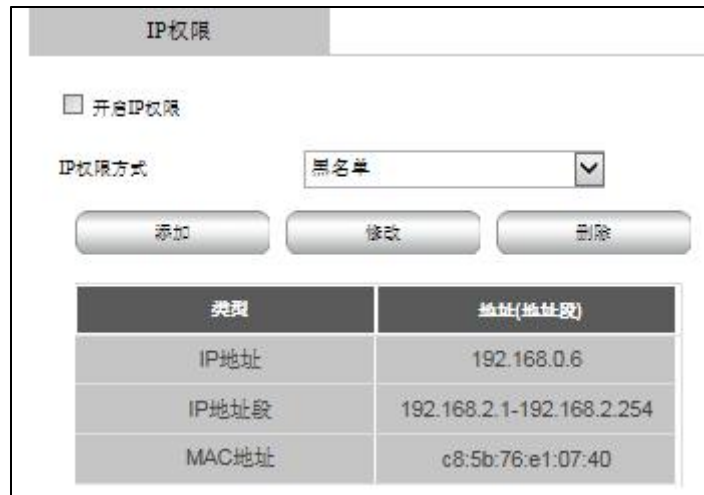 IP权限
开启IP权限
IP权限方式 黑名单
添加 修改 删除
类型 地址(地址段)
IP地址 192.168.0.6
IP地址段 192.168.2.1-192.168.2.254
MAC地址 c8:5b:76:e1:07:40